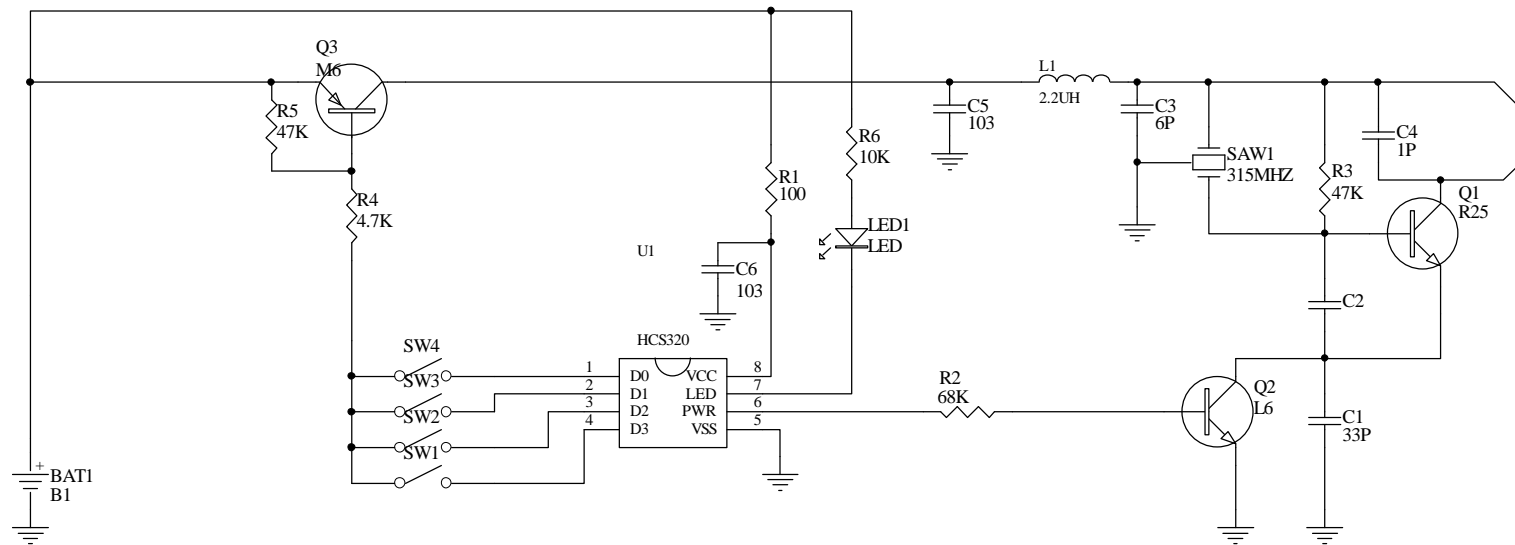 Q3
M6
R5
47K
R4
4.7K
L1
2.2UH
C5
103
C3
6P
SAW1
315MHZ
R3
47K
C4
1P
Q1
R25
R6
10K
R1
100
LED1
LED
U1
C6
103
C2
HCS320
SW4
SW3
SW2
SW1
1
2
3
4
D0
D1
D2
D3
VCC
LED
PWR
VSS
8
7
6
5
R2
68K
Q2
L6
C1
33P
+
BAT1
B1